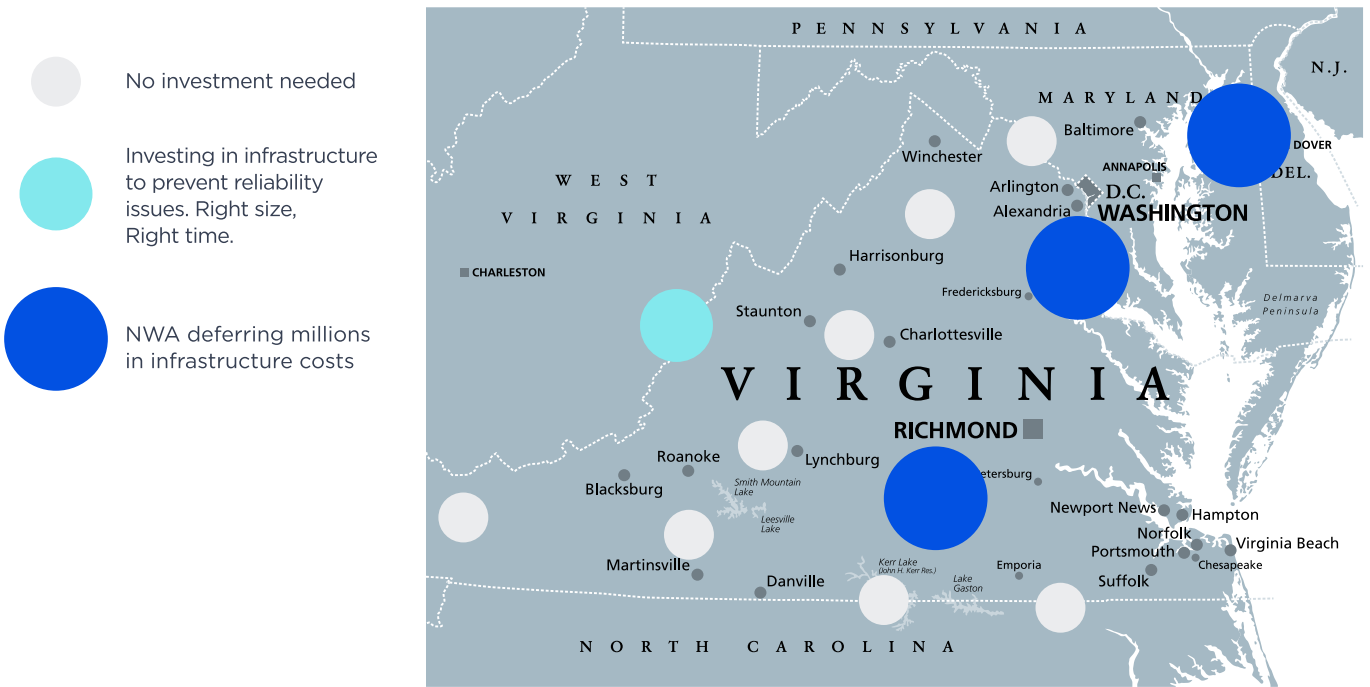 No investment needed
Investing in infrastructure
to prevent reliability
issues. Right size,
Right time.
NWA deferring millions
in infrastructure costs
PENNSYLVANIA
N.J.
MARYLAND
Baltimore
Winchester
DOVER
ANNAPOLIS
DEL.
WEST
VIRGINIA
Arlington
D.C.
Alexandria
WASHINGTON
Harrisonburg
CHARLESTON
Fredericksburg
Delmarva
Peninsula
Staunton
Charlottesville
VIRGINIA
RICHMOND
Roanoke
Lynchburg
Blacksburg
Smith Mountain
Lake
etersburg
Leesville
Lake
Newport News
Hampton
Norfolk
Virginia Beach
Portsmouth
Chesapeake
Suffolk
Martinsville
Danville
Kerr Lake
(John H. Kerr Res.)
Emporia
Lake
Gaston
NORTH CAROLINA